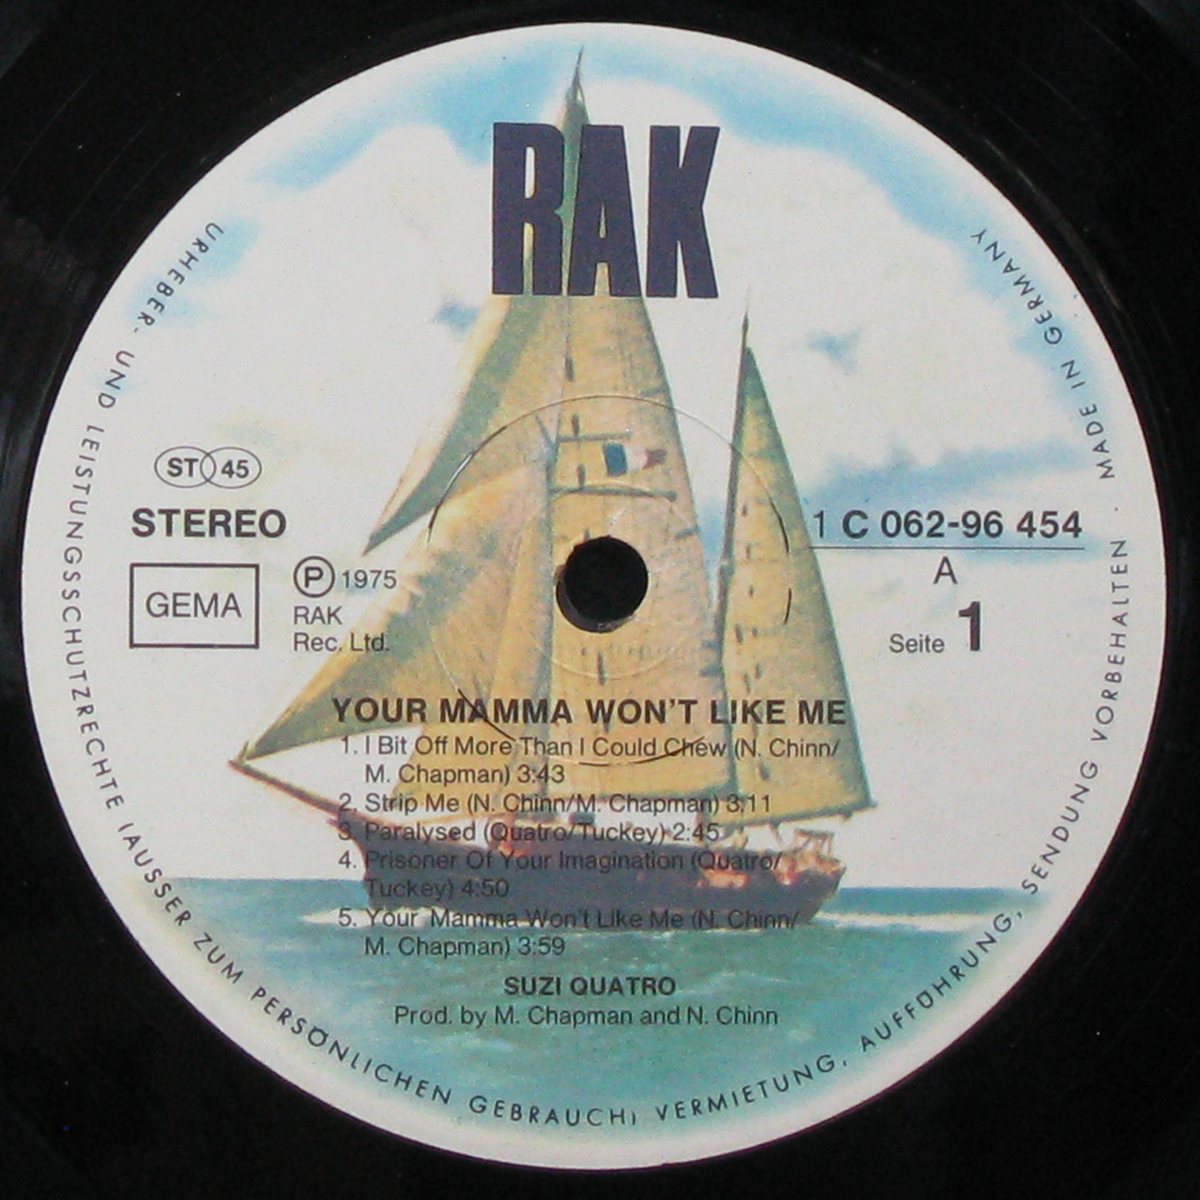 RAK
URHEBER- UND LEISTUNGSSCHUTZRECHTE (AUSSER ZUM PERSÖNLICHEN GEBRAUCH) VERMIETUNG, AUFFÜHRUNG, SENDUNG VORBEHALTEN MADE IN GERMANY
ST 45
STEREO
GEMA
Ⓟ 1975
RAK
Rec. Ltd.
1 C 062-96 454
A
Seite 1
YOUR MAMMA WON'T LIKE ME
1. I Bit Off More Than I Could Chew (N. Chinn/
M. Chapman) 3:43
2. Strip Me (N. Chinn/M. Chapman) 3:11
3. Paralysed (Quatro/Tuckey) 2:45
4. Prisoner Of Your Imagination (Quatro/
Tuckey) 4:50
5. Your Mamma Won't Like Me (N. Chinn/
M. Chapman) 3:59
SUZI QUATRO
Prod. by M. Chapman and N. Chinn